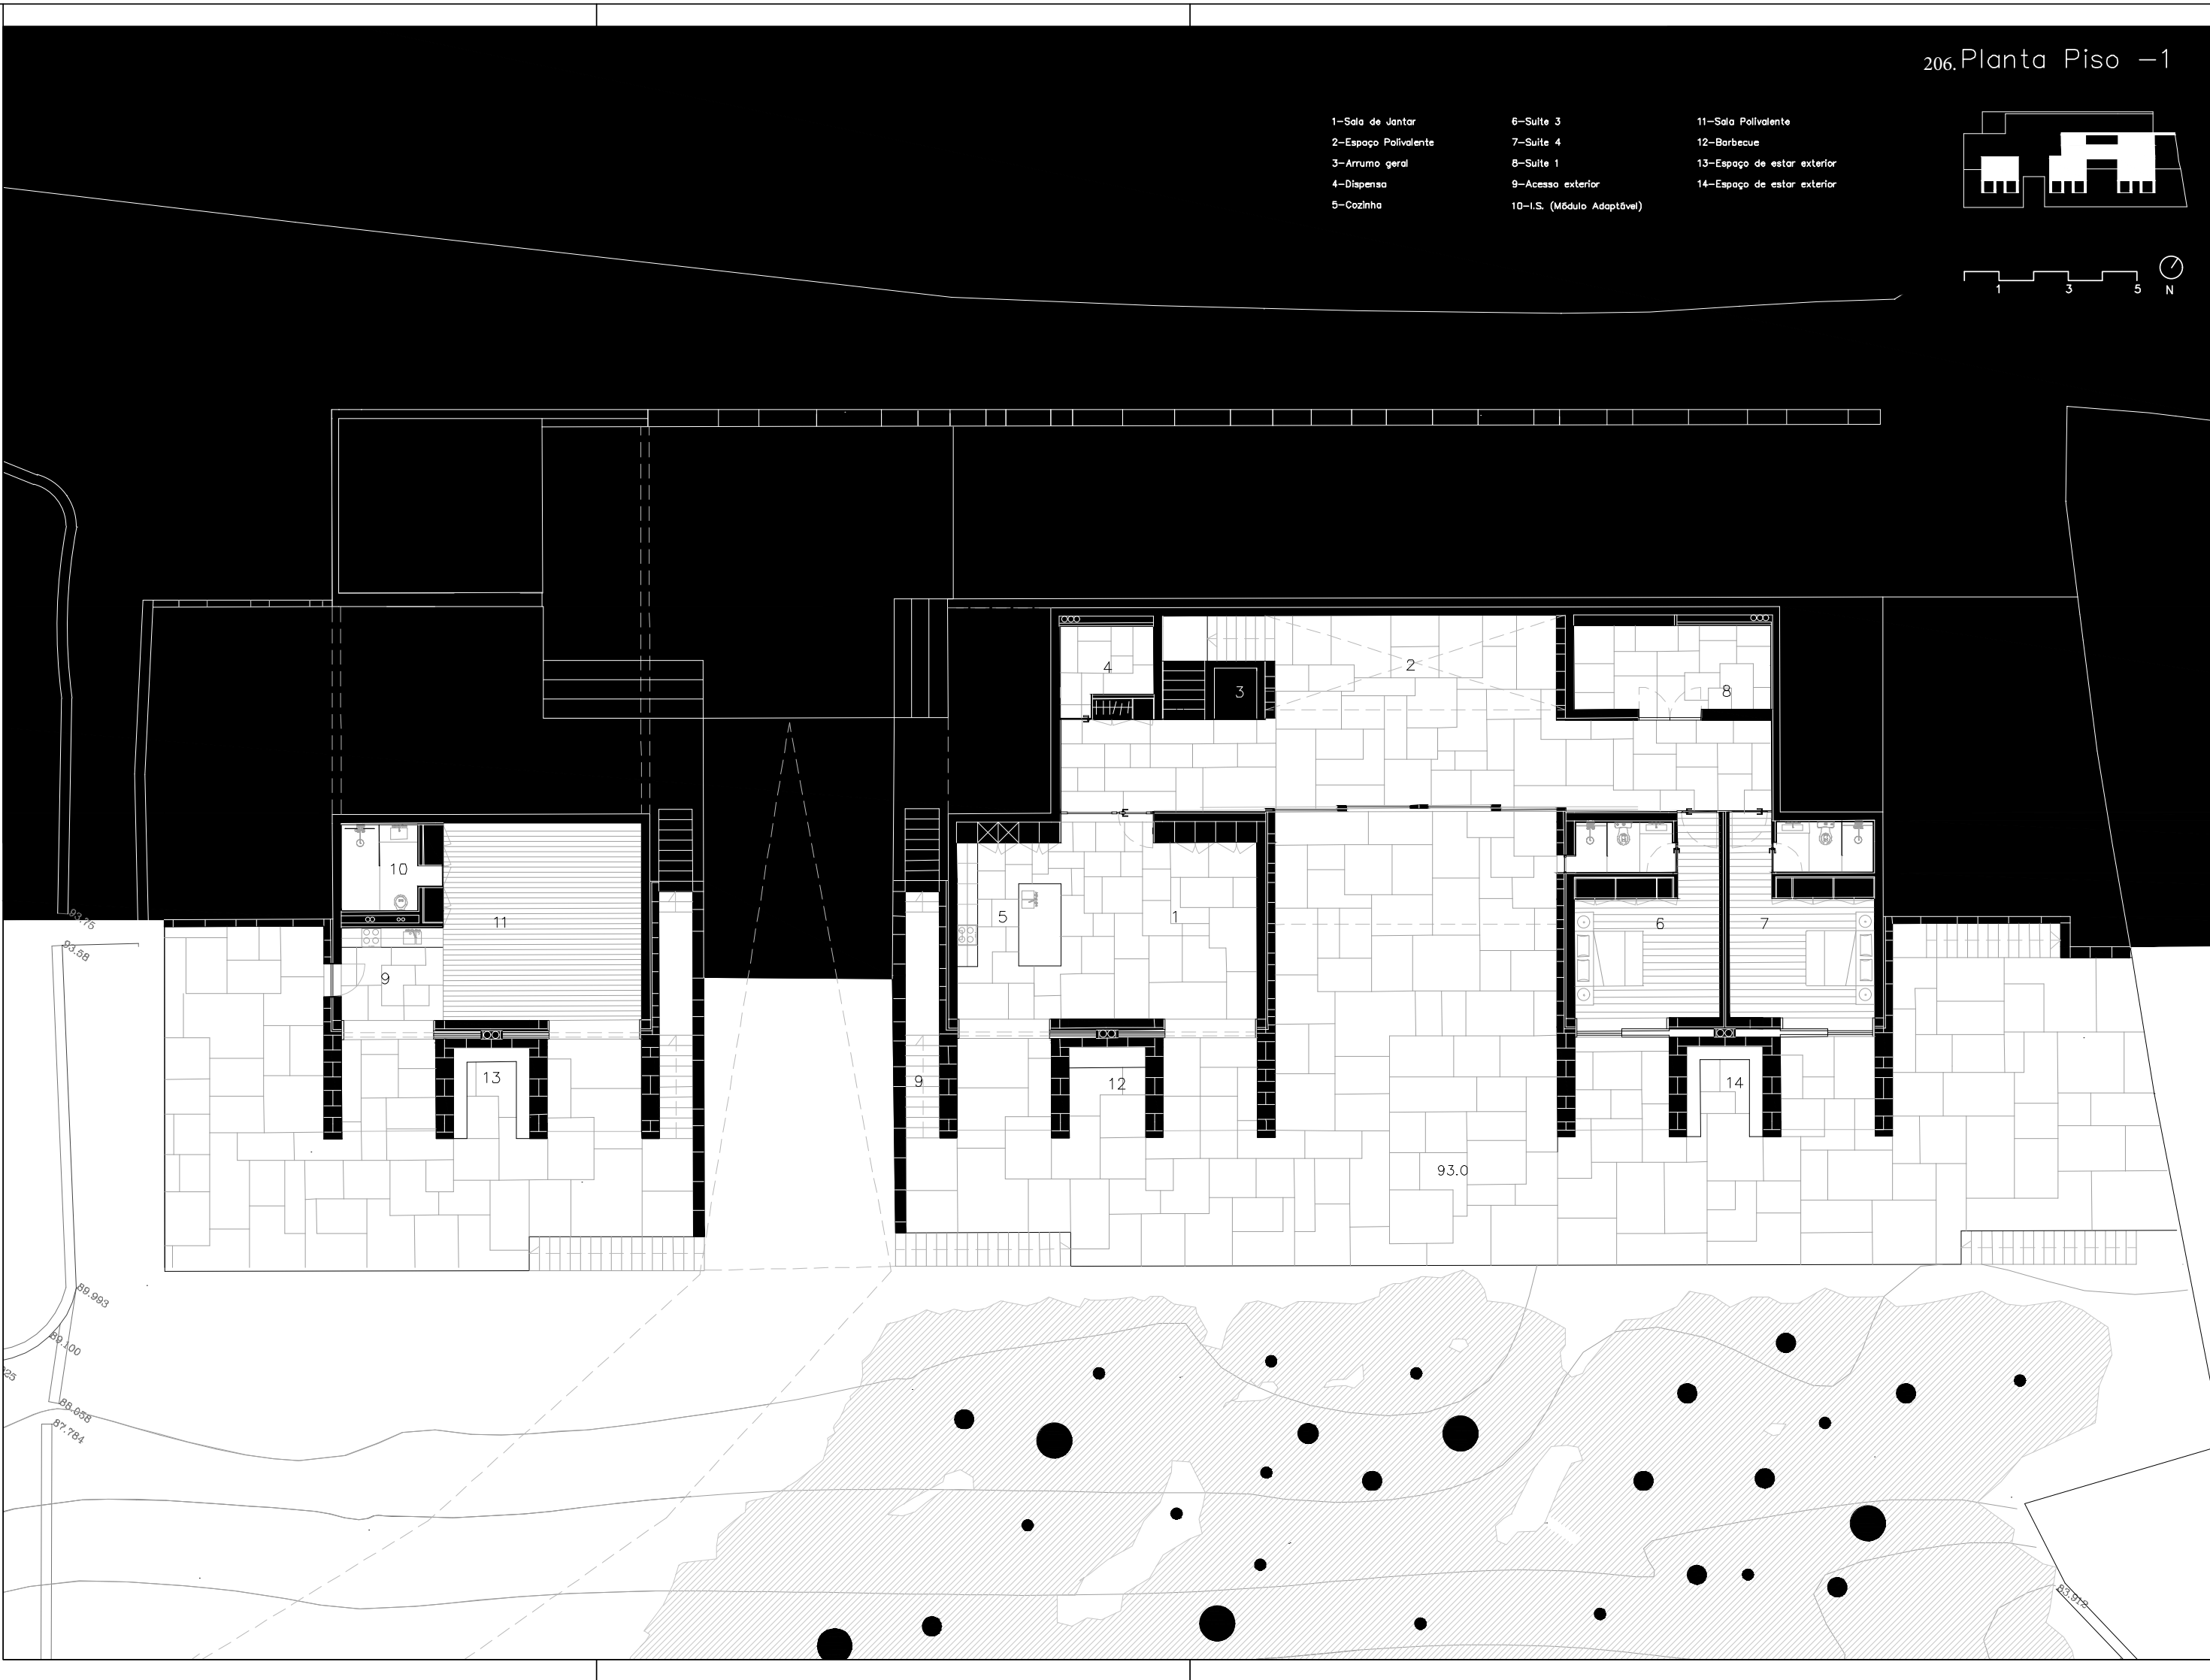 206. Planta Piso -1
1-Sala de Jantar
2-Espaço Polivalente
3-Arrumo geral
4-Dispensa
5-Cozinha
6-Suite 3
7-Suite 4
8-Suite 1
9-Acesso exterior
10-I.S. (Módulo Adaptável)
11-Sala Polivalente
12-Barbecue
13-Espaço de estar exterior
14-Espaço de estar exterior
1 3 5 N
4
3
2
8
10
11
9
5
1
6
7
13
9
12
14
93.0
93.75
93.58
89.993
89.100
88.058
87.784
83.912